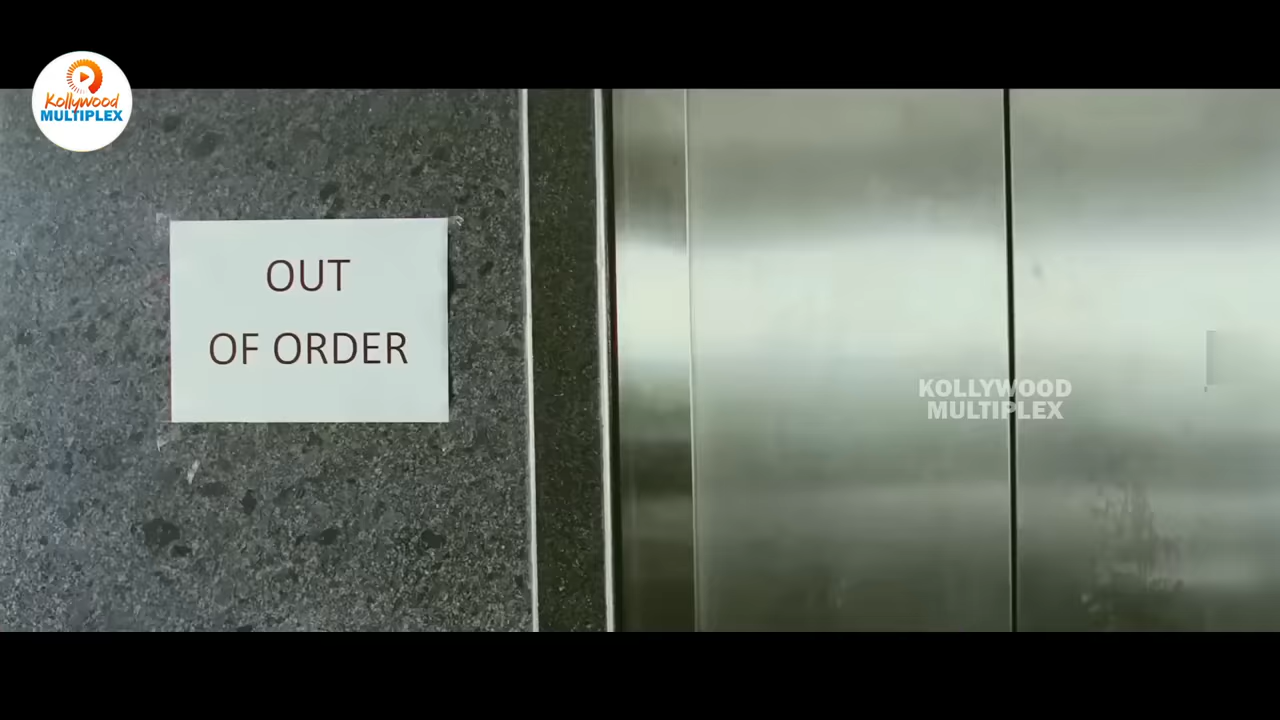 Kollywood
MULTIPLEX
OUT
OF ORDER
KOLLYWOOD
MULTIPLEX